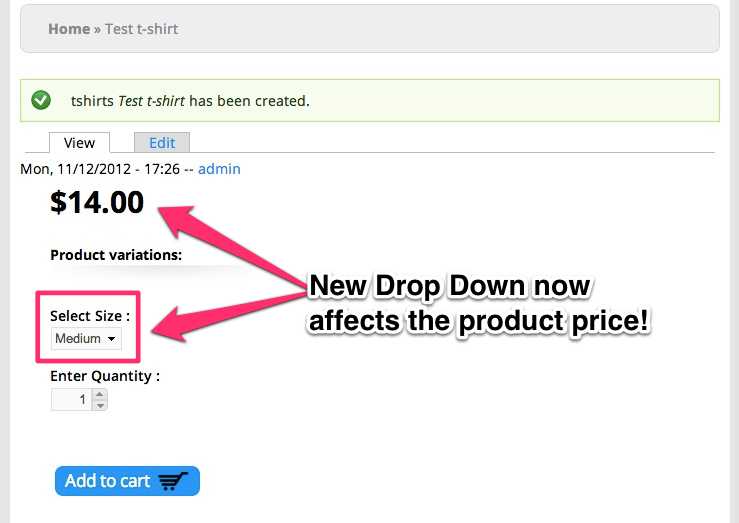 Home » Test t-shirt
tshirts Test t-shirt has been created.
View Edit
Mon, 11/12/2012 - 17:26 -- admin
$14.00
Product variations:
New Drop Down now
affects the product price!
Select Size :
Medium
Enter Quantity :
1
Add to cart